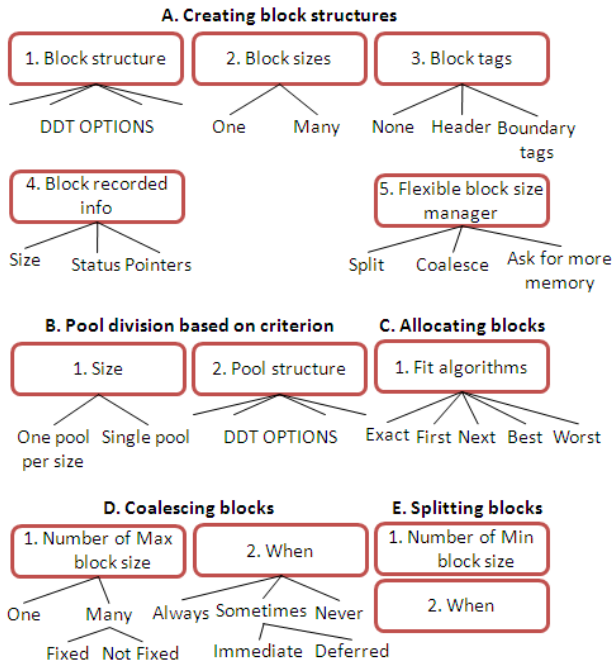 A. Creating block structures
1. Block structure
2. Block sizes
3. Block tags
DDT OPTIONS
One
Many
None
Header
Boundary
tags
4. Block recorded
info
5. Flexible block size
manager
Size
Status
Pointers
Split
Coalesce
Ask for more
memory
B. Pool division based on criterion
C. Allocating blocks
1. Size
2. Pool structure
1. Fit algorithms
One pool
per size
Single pool
DDT OPTIONS
Exact
First
Next
Best
Worst
D. Coalescing blocks
E. Splitting blocks
1. Number of Max
block size
2. When
1. Number of Min
block size
2. When
One
Many
Always
Sometimes
Never
Fixed
Not Fixed
Immediate
Deferred